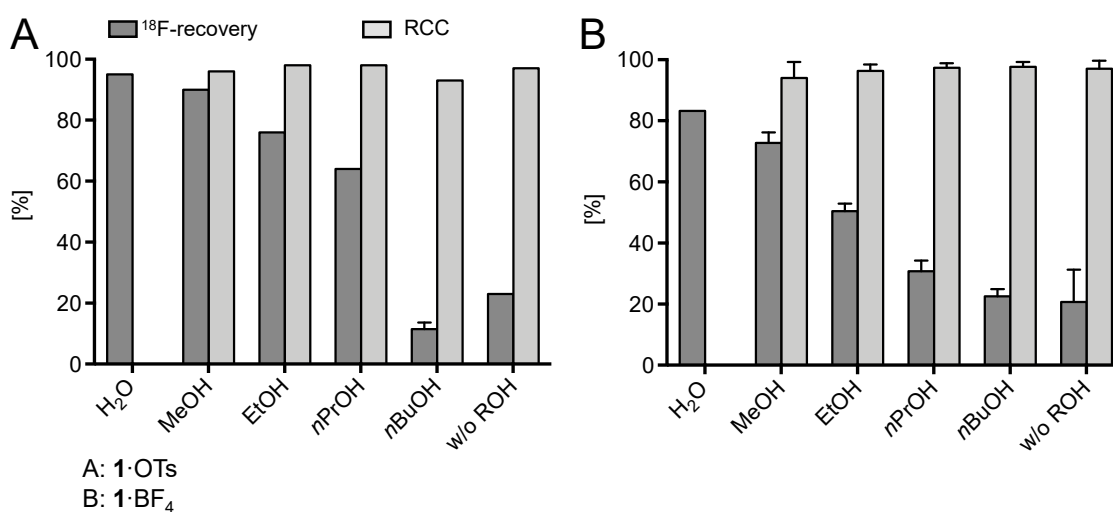 A
¹⁸F-recovery
RCC
[%]
100
80
60
40
20
0
H₂O
MeOH
EtOH
nPrOH
nBuOH
w/o ROH
B
[%]
100
80
60
40
20
0
H₂O
MeOH
EtOH
nPrOH
nBuOH
w/o ROH
A: 1·OTs
B: 1·BF₄